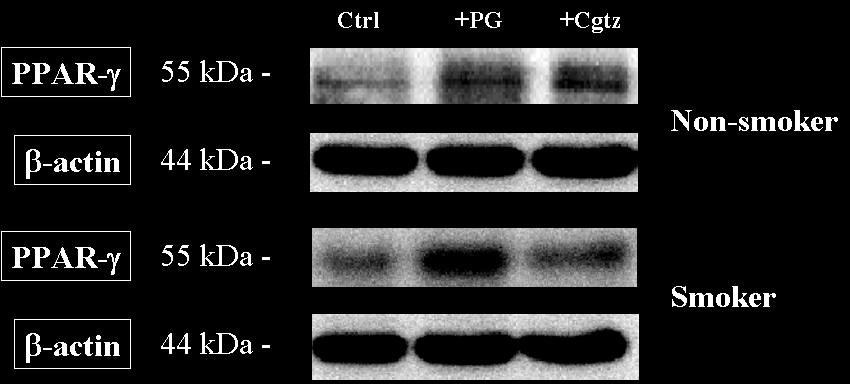 Ctrl +PG +Cgtz
PPAR-γ 55 kDa -
Non-smoker
β-actin 44 kDa -
PPAR-γ 55 kDa -
Smoker
β-actin 44 kDa -